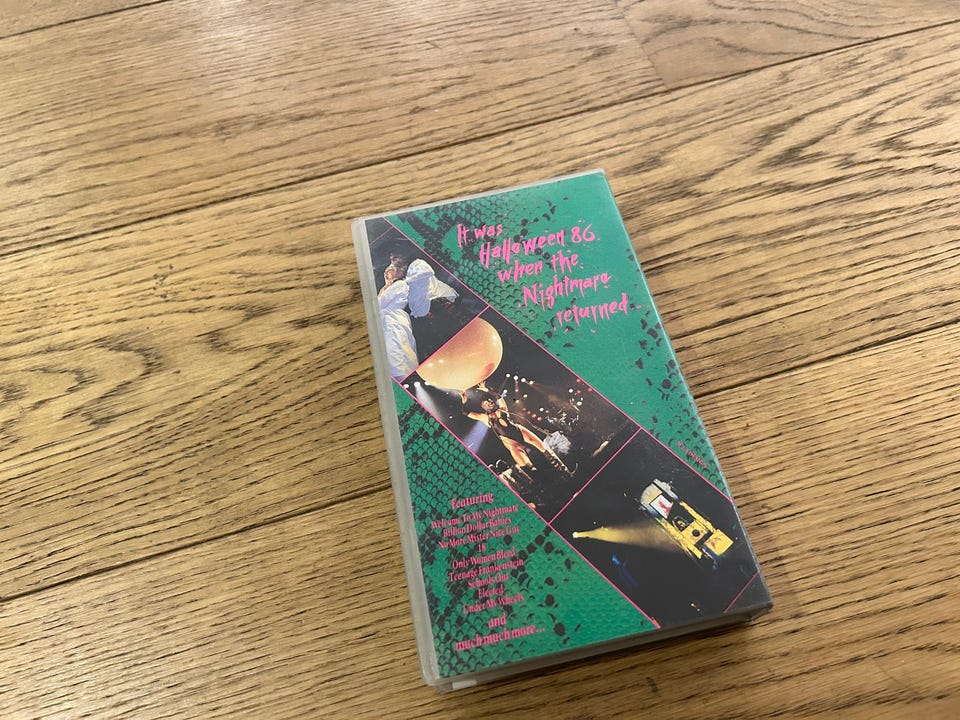 It was
Halloween 86
when the
Nightmare
returned...
Featuring
Welcome To My Nightmare
Billion Dollar Babies
No More Mister Nice Guy
18
Only Women Bleed
Teenage Frankenstein
Schools Out
Elected
Under My Wheels
and
much much more...